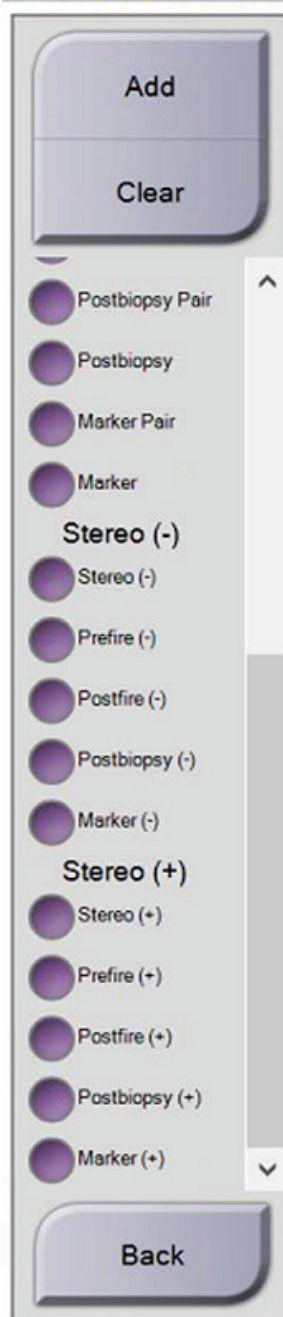 Add
Clear
Postbiopsy Pair
Postbiopsy
Marker Pair
Marker
Stereo (-)
Stereo (-)
Prefire (-)
Postfire (-)
Postbiopsy (-)
Marker (-)
Stereo (+)
Stereo (+)
Prefire (+)
Postfire (+)
Postbiopsy (+)
Marker (+)
Back